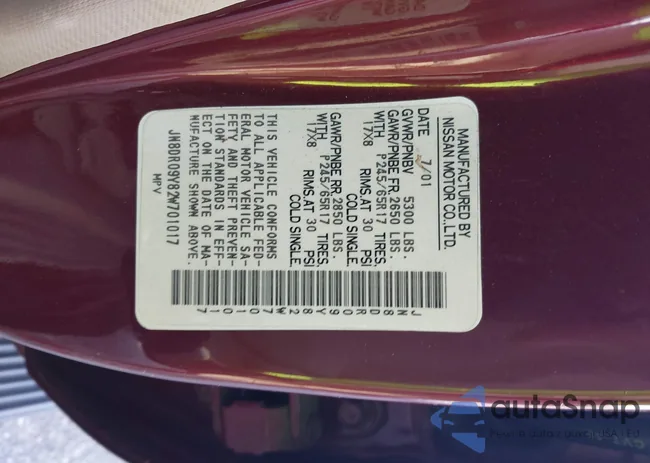 MANUFACTURED BY
NISSAN MOTOR CO.,LTD.
DATE 7/01
GVWR/PNBV 5300 LBS.
GAWR/PNBE,FR 2650 LBS.
WITH P245/65R17 TIRES,
17X8 RIMS,AT 30 PSI
COLD SINGLE,
GAWR/PNBE,RR 2850 LBS.
WITH P245/65R17 TIRES,
17X8 RIMS,AT 30 PSI
COLD SINGLE,
THIS VEHICLE CONFORMS
TO ALL APPLICABLE FED-
ERAL MOTOR VEHICLE SA-
FETY AND THEFT PREVEN-
TION STANDARDS IN EFF-
ECT ON THE DATE OF MA-
NUFACTURE SHOWN ABOVE.
JN8DR09Y82W701017
MPV
JN8DR09Y82W701017
autoSnap